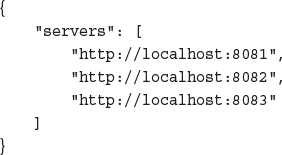 {
    "servers": [
        "http://localhost:8081",
        "http://localhost:8082",
        "http://localhost:8083"
    ]
}